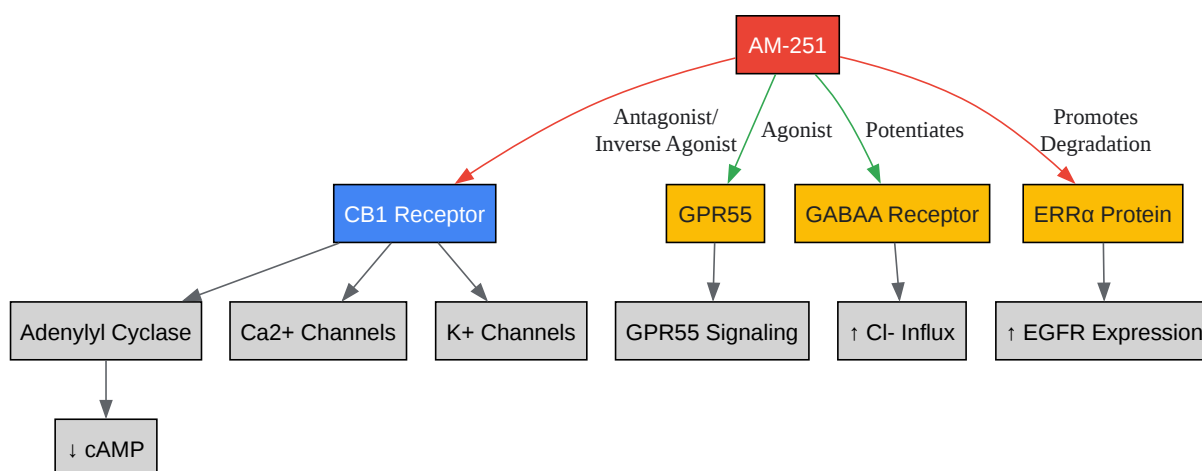 AM-251
Antagonist/
Inverse Agonist
Agonist
Potentiates
Promotes
Degradation
CB1 Receptor
GPR55
GABAA Receptor
ERRα Protein
Adenylyl Cyclase
Ca2+ Channels
K+ Channels
GPR55 Signaling
↑ Cl- Influx
↑ EGFR Expression
↓ cAMP